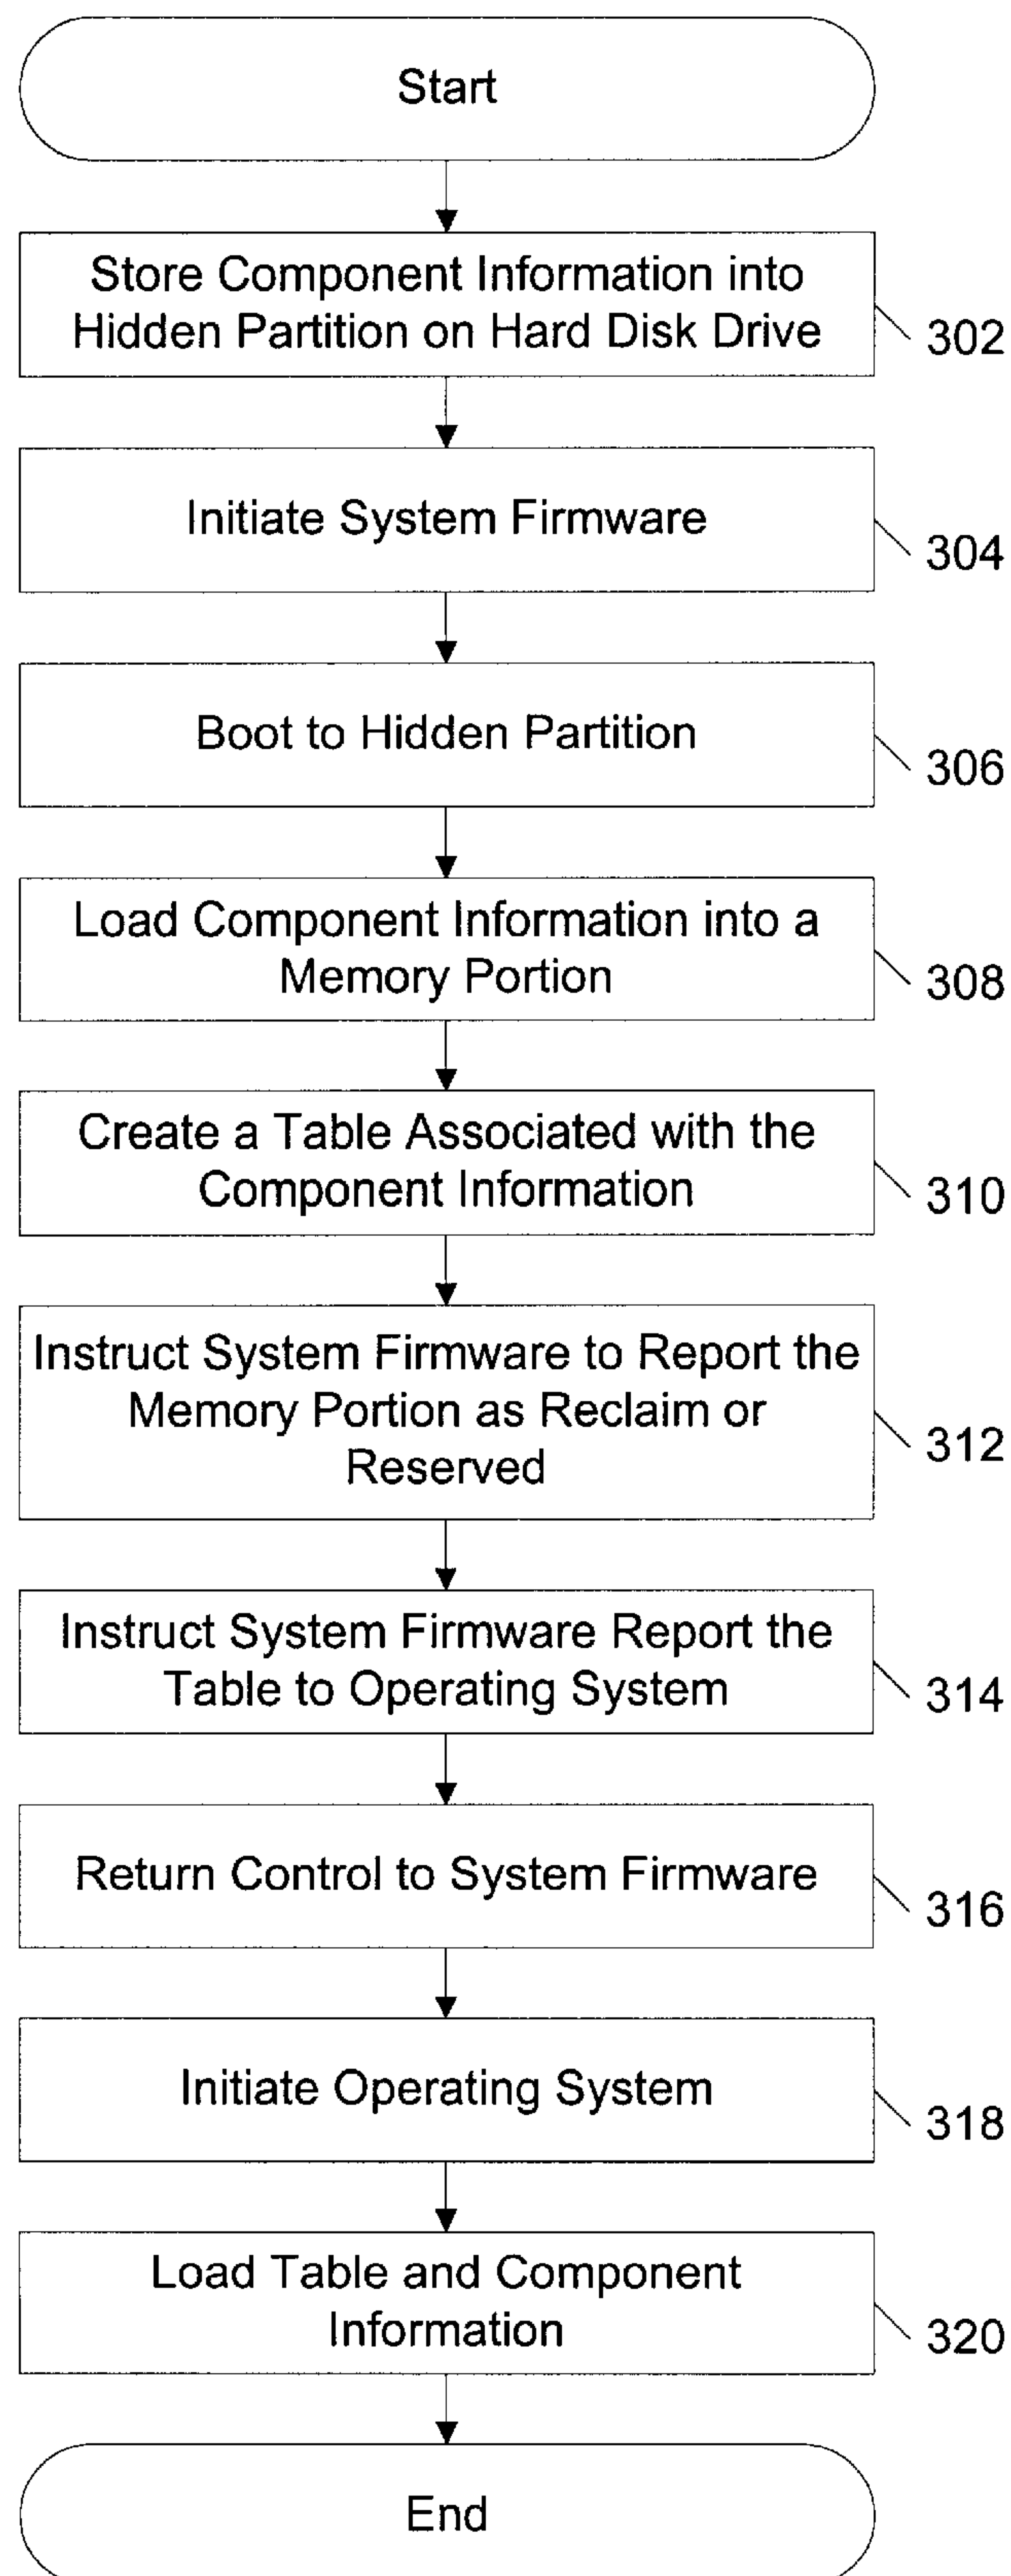 Start
Store Component Information into
Hidden Partition on Hard Disk Drive
302
Initiate System Firmware
304
Boot to Hidden Partition
306
Load Component Information into a
Memory Portion
308
Create a Table Associated with the
Component Information
310
Instruct System Firmware to Report the
Memory Portion as Reclaim or
Reserved
312
Instruct System Firmware Report the
Table to Operating System
314
Return Control to System Firmware
316
Initiate Operating System
318
Load Table and Component
Information
320
End